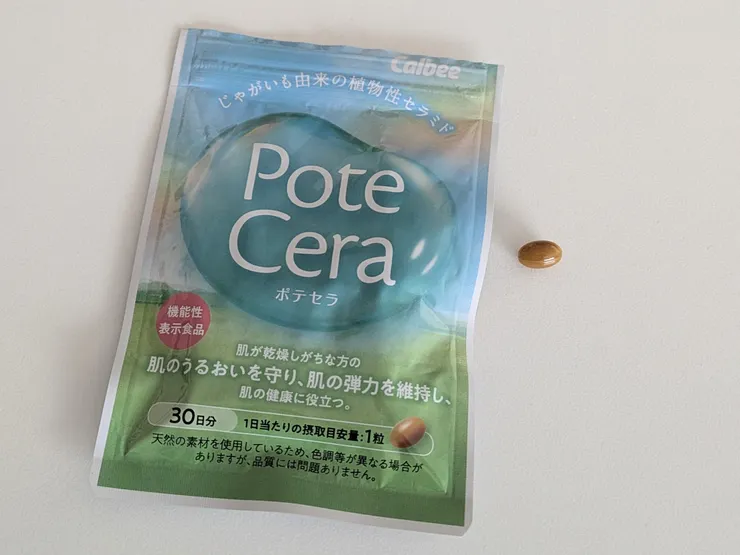 Calbee
じゃがいも由来の植物性セラミド
Pote
Cera
ポテセラ
機能性
表示食品
肌が乾燥しがちな方の
肌のうるおいを守り、肌の弾力を維持し、
肌の健康に役立つ。
30日分
1日当たりの摂取目安量:1粒
天然の素材を使用しているため、色調等が異なる場合が
ありますが、品質には問題ありません。